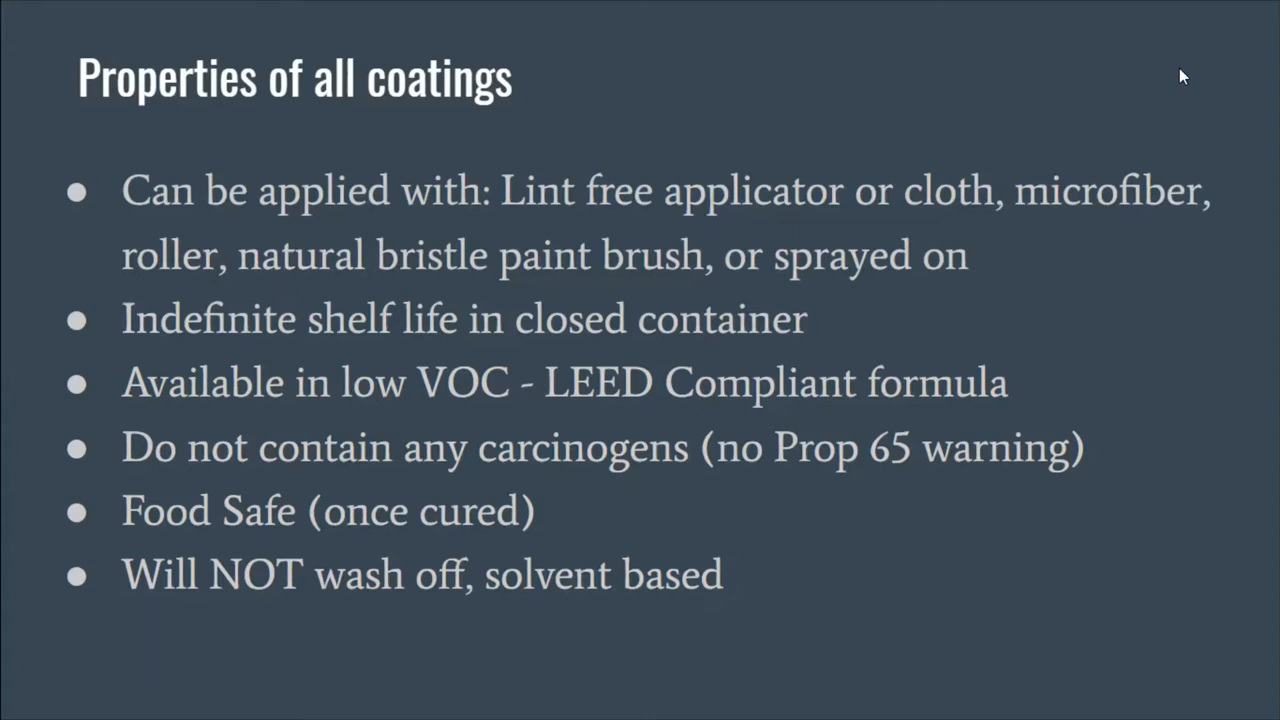 Properties of all coatings
● Can be applied with: Lint free applicator or cloth, microfiber,
roller, natural bristle paint brush, or sprayed on
● Indefinite shelf life in closed container
● Available in low VOC - LEED Compliant formula
● Do not contain any carcinogens (no Prop 65 warning)
● Food Safe (once cured)
● Will NOT wash off, solvent based